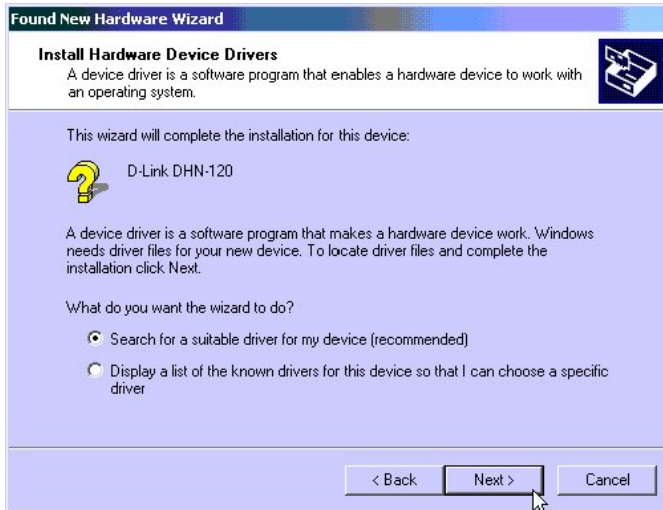 Found New Hardware Wizard
Install Hardware Device Drivers
A device driver is a software program that enables a hardware device to work with
an operating system.
This wizard will complete the installation for this device:
D-Link DHN-120
A device driver is a software program that makes a hardware device work. Windows
needs driver files for your new device. To locate driver files and complete the
installation click Next.
What do you want the wizard to do?
Search for a suitable driver for my device (recommended)
Display a list of the known drivers for this device so that I can choose a specific
driver
< Back Next > Cancel